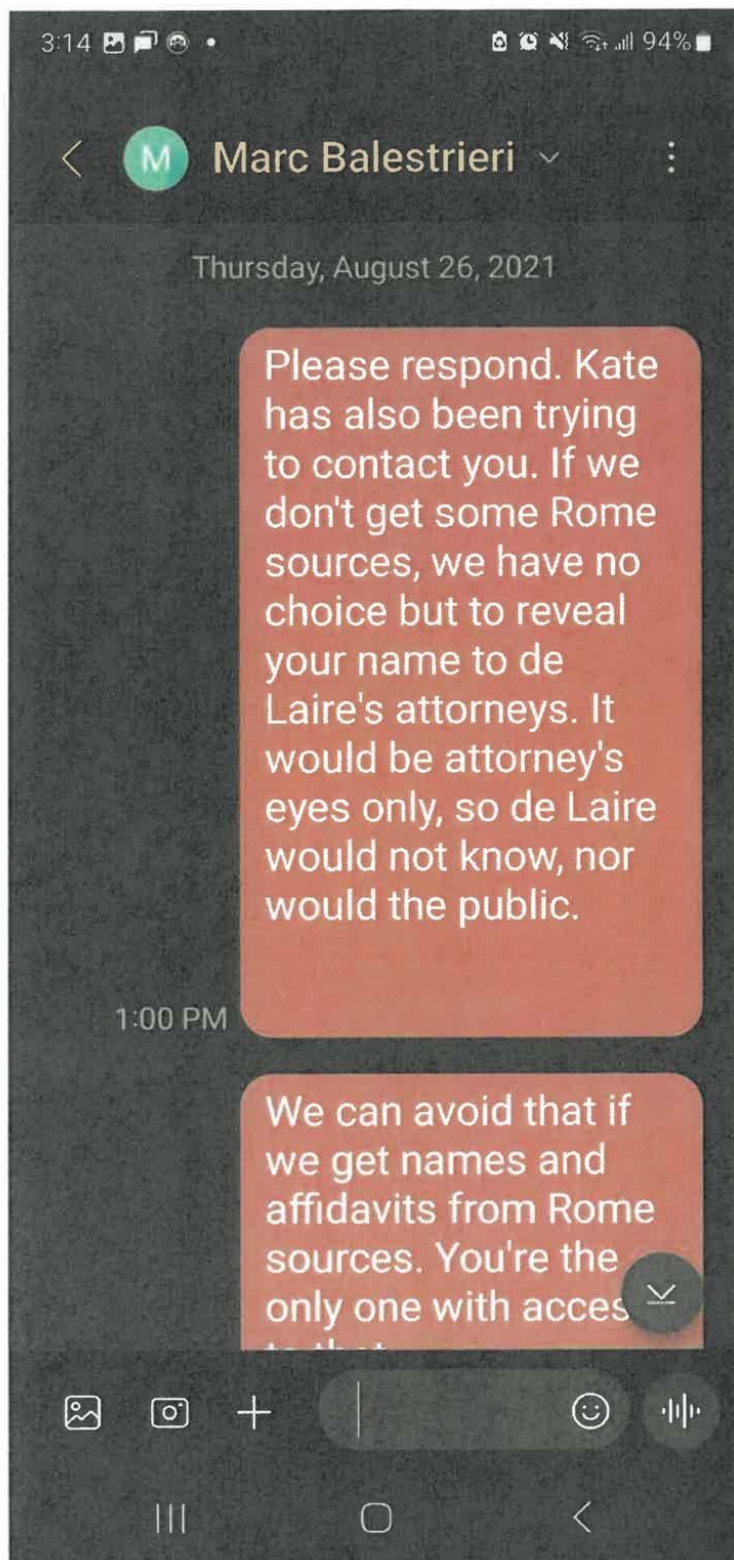 3:14 94%
M Marc Balestrieri
Thursday, August 26, 2021
Please respond. Kate
has also been trying
to contact you. If we
don't get some Rome
sources, we have no
choice but to reveal
your name to de
Laire's attorneys. It
would be attorney's
eyes only, so de Laire
would not know, nor
would the public.
1:00 PM
We can avoid that if
we get names and
affidavits from Rome
sources. You're the
only one with acces